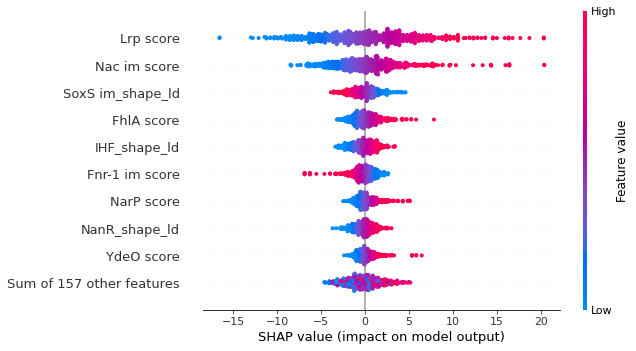 High
Lrp score
Nac im score
SoxS im_shape_ld
FhlA score
IHF_shape_ld
Fnr-1 im score
NarP score
NanR_shape_ld
YdeO score
Sum of 157 other features
Feature value
Low
−15 −10 −5 0 5 10 15 20
SHAP value (impact on model output)